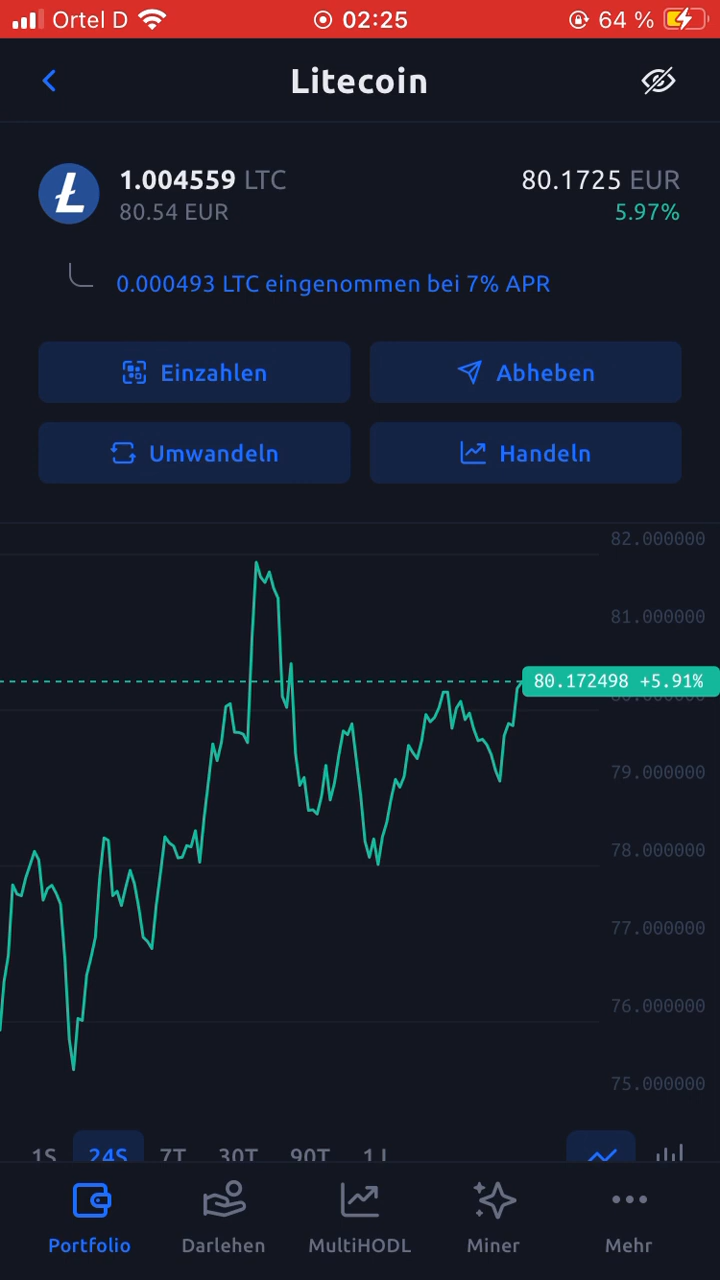 Ortel D 02:25 64 %
Litecoin
1.004559 LTC 80.1725 EUR
80.54 EUR 5.97%
0.000493 LTC eingenommen bei 7% APR
Einzahlen Abheben
Umwandeln Handeln
82.000000
81.000000
80.172498 +5.91%
79.000000
78.000000
77.000000
76.000000
75.000000
1S 24S 7T 30T 90T 1J
Portfolio Darlehen MultiHODL Miner Mehr